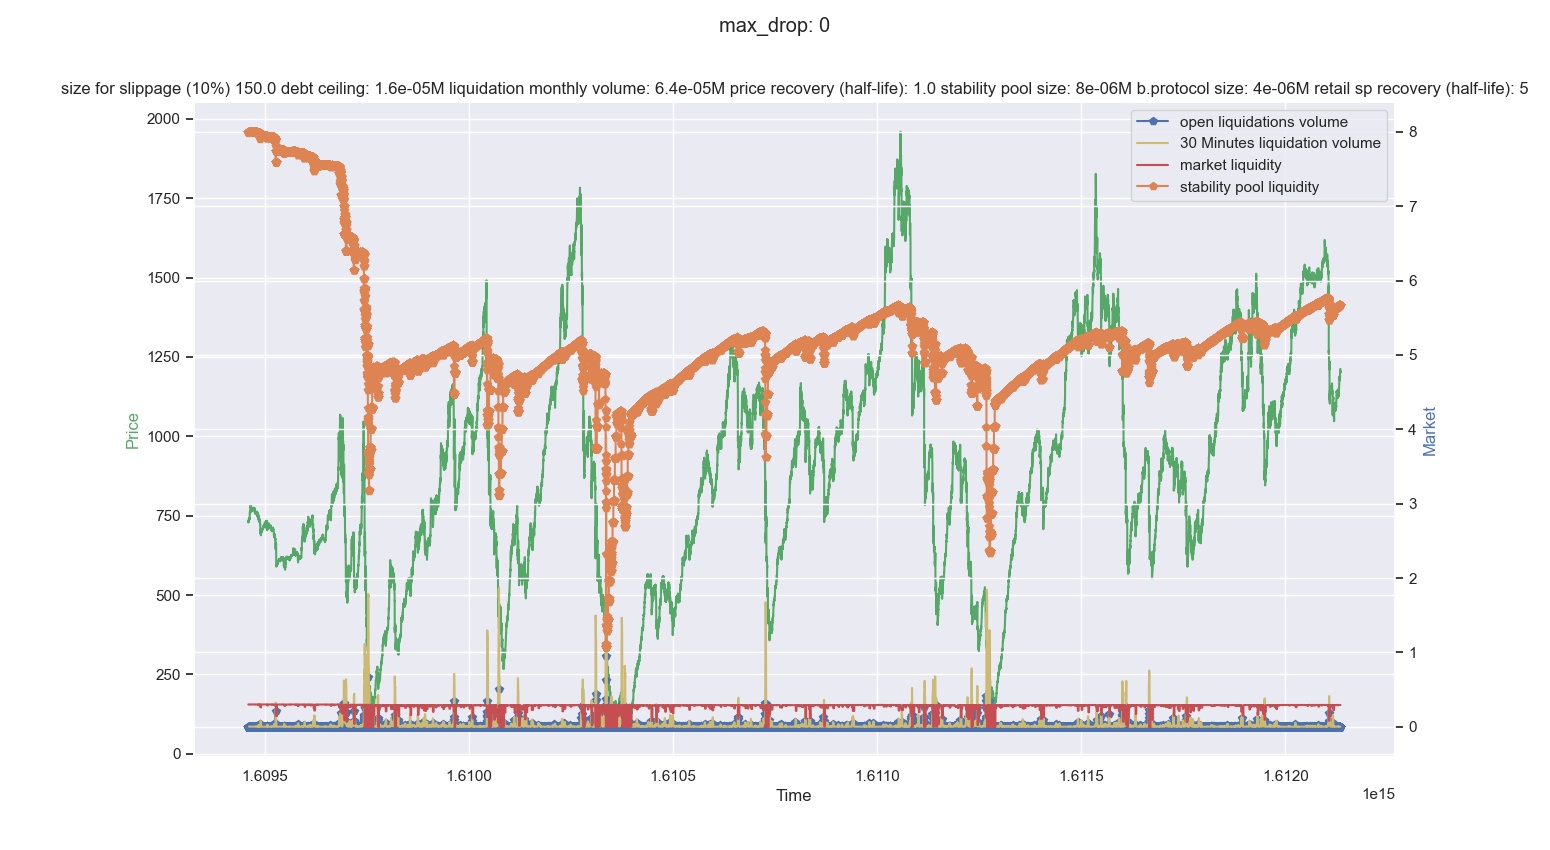 max_drop: 0
size for slippage (10%) 150.0 debt ceiling: 1.6e-05M liquidation monthly volume: 6.4e-05M price recovery (half-life): 1.0 stability pool size: 8e-06M b.protocol size: 4e-06M retail sp recovery (half-life): 5
open liquidations volume
30 Minutes liquidation volume
market liquidity
stability pool liquidity
2000
1750
1500
1250
1000
750
500
250
0
Price
8
7
6
5
4
3
2
1
0
Market
1.6095 1.6100 1.6105 1.6110 1.6115 1.6120
1e15
Time